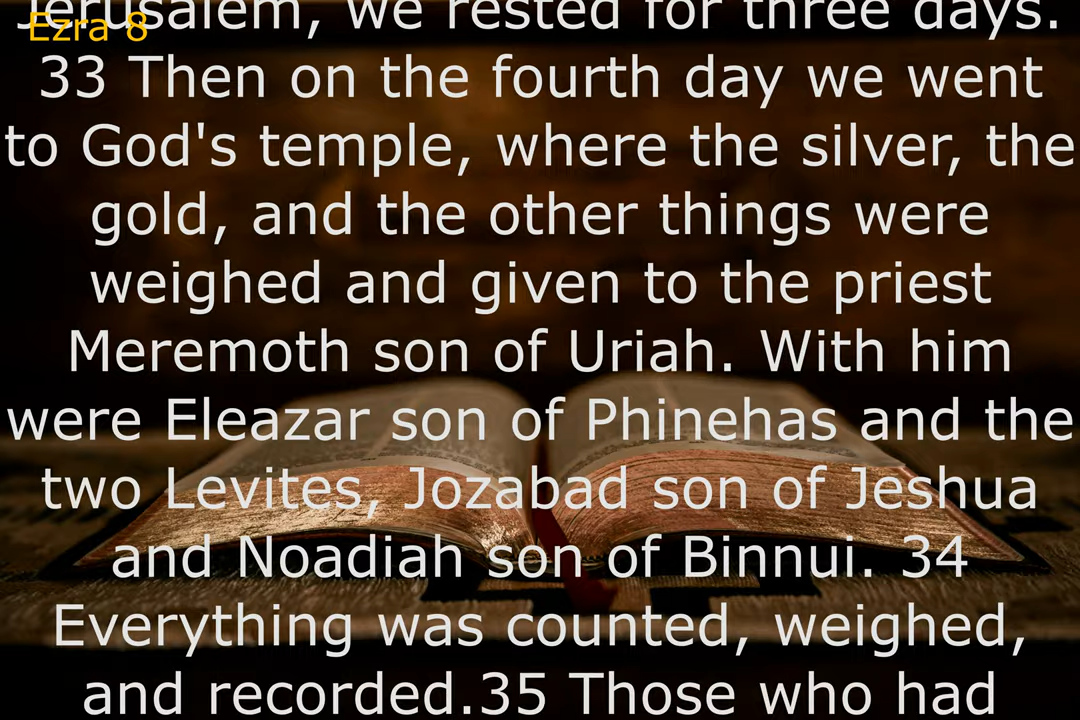 Jerusalem, we rested for three days.
Ezra 8
33 Then on the fourth day we went
to God's temple, where the silver, the
gold, and the other things were
weighed and given to the priest
Meremoth son of Uriah. With him
were Eleazar son of Phinehas and the
two Levites, Jozabad son of Jeshua
and Noadiah son of Binnui. 34
Everything was counted, weighed,
and recorded.35 Those who had